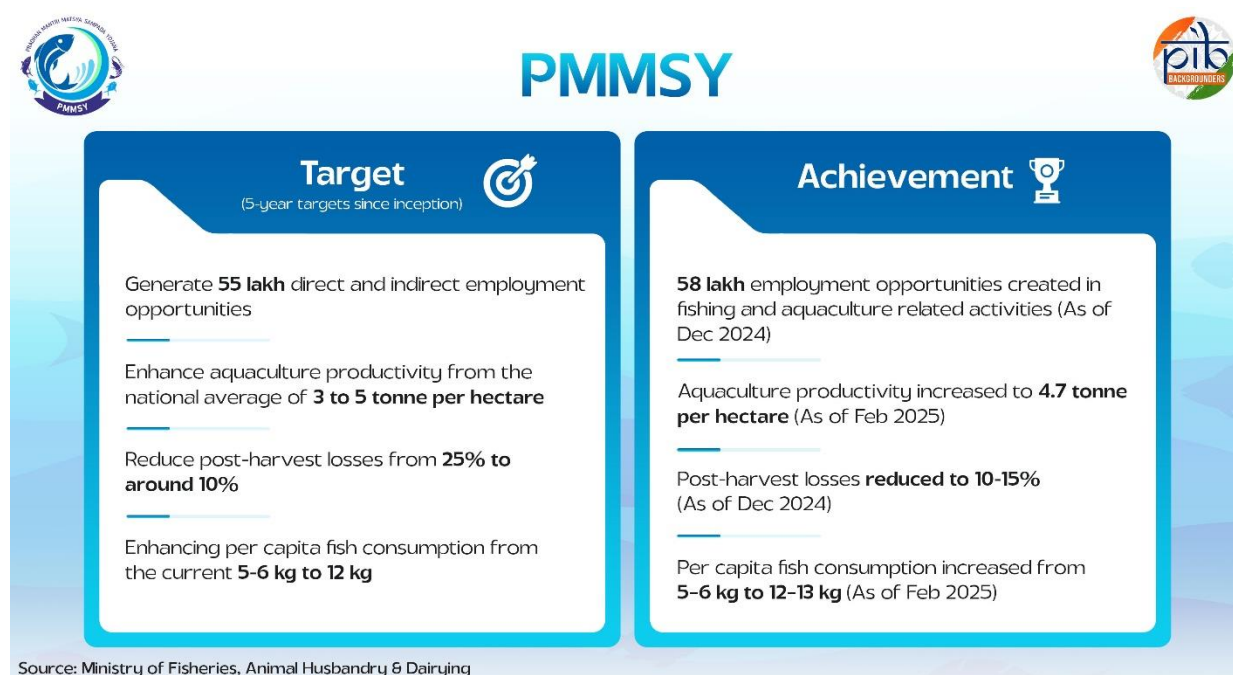 PRADHAN MANTRI MATSYA SAMPADA YOJANA
PMMSY
PMMSY
pib
BACKGROUNDERS
Target
(5-year targets since inception)
Generate 55 lakh direct and indirect employment
opportunities
Enhance aquaculture productivity from the
national average of 3 to 5 tonne per hectare
Reduce post-harvest losses from 25% to
around 10%
Enhancing per capita fish consumption from
the current 5-6 kg to 12 kg
Achievement
58 lakh employment opportunities created in
fishing and aquaculture related activities (As of
Dec 2024)
Aquaculture productivity increased to 4.7 tonne
per hectare (As of Feb 2025)
Post-harvest losses reduced to 10-15%
(As of Dec 2024)
Per capita fish consumption increased from
5-6 kg to 12-13 kg (As of Feb 2025)
Source: Ministry of Fisheries, Animal Husbandry & Dairying